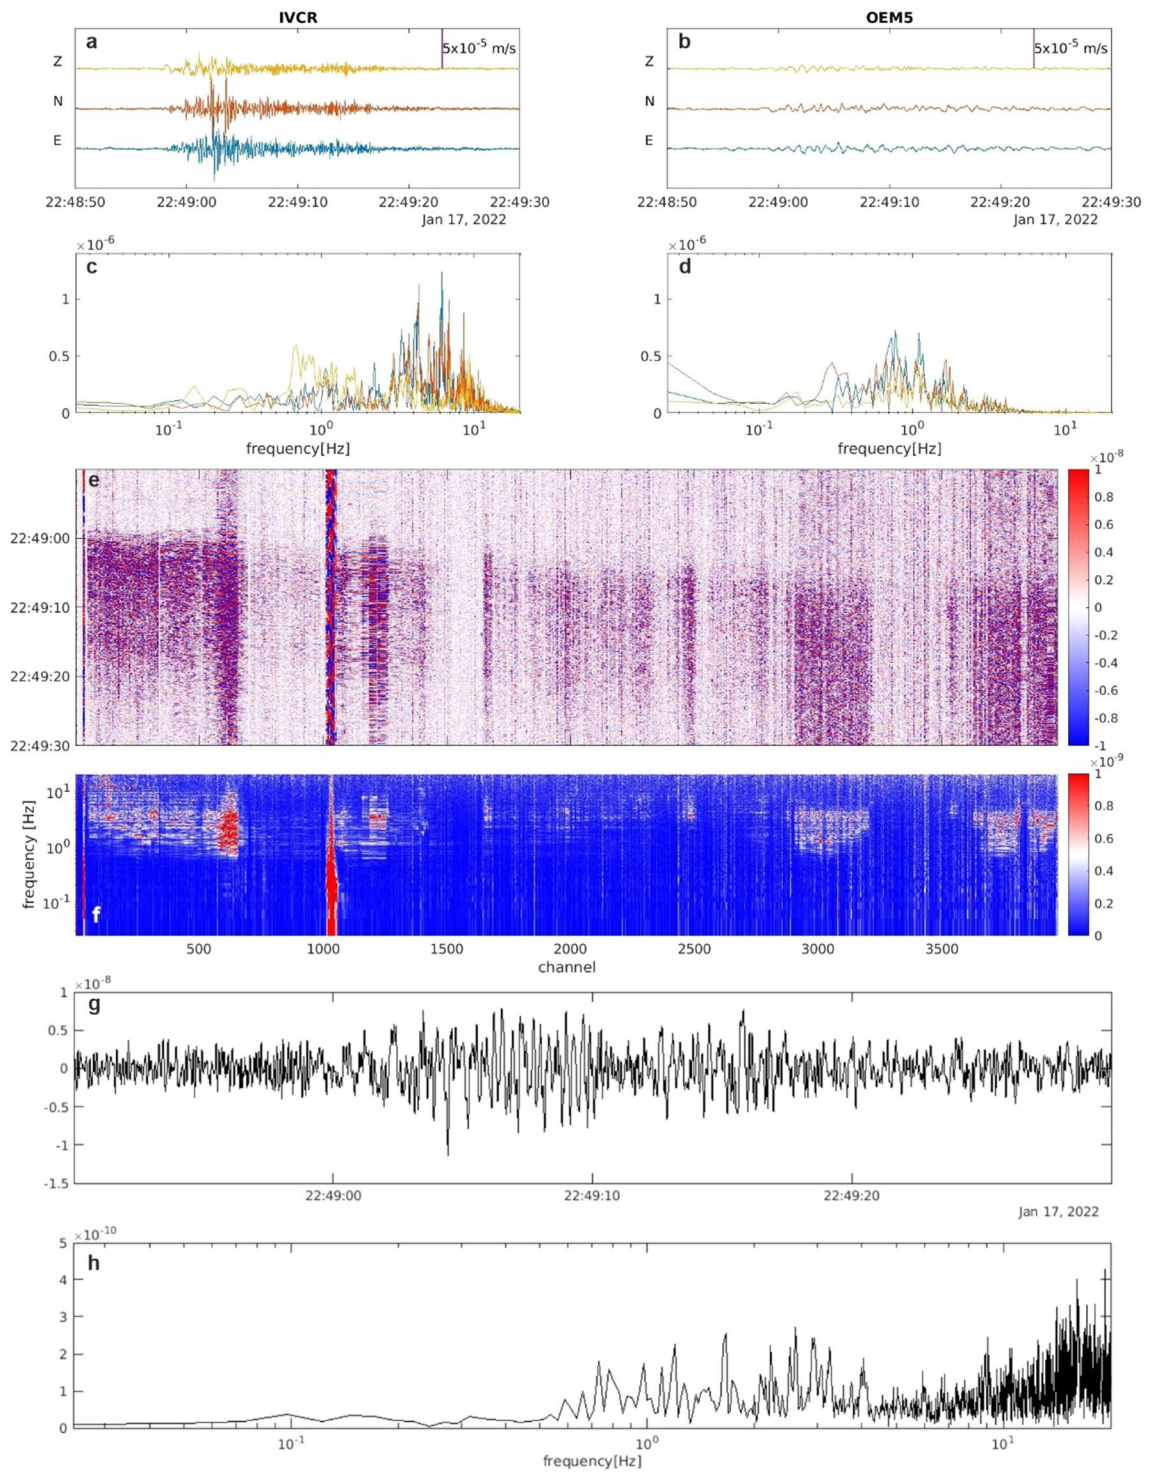 IVCR OEM5
a b
5x10-5 m/s 5x10-5 m/s
Z Z
N N
E E
22:48:50 22:49:00 22:49:10 22:49:20 22:49:30 22:48:50 22:49:00 22:49:10 22:49:20 22:49:30
Jan 17, 2022 Jan 17, 2022
×10-6 ×10-6
c d
1 1
0.5 0.5
0 0
10-1 100 101 10-1 100 101
frequency[Hz] frequency[Hz]
×10-8
e 1
0.8
22:49:00 0.6
0.4
0.2
22:49:10 0
-0.2
-0.4
22:49:20 -0.6
-0.8
22:49:30 -1
×10-9
1
101 0.8
frequency [Hz]
0.6
100
0.4
10-1 0.2
f
0
500 1000 1500 2000 2500 3000 3500
channel
×10-8
1
g
0.5
0
-0.5
-1
-1.5
22:49:00 22:49:10 22:49:20
Jan 17, 2022
×10-10
5
h
4
3
2
1
0
10-1 100 101
frequency[Hz]